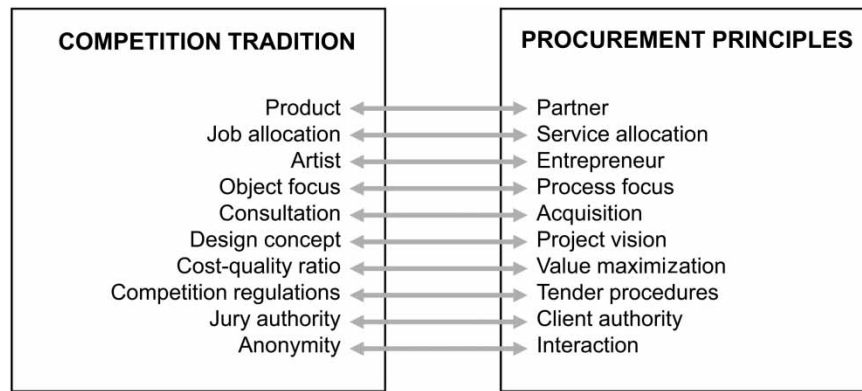 COMPETITION TRADITION
Product
Job allocation
Artist
Object focus
Consultation
Design concept
Cost-quality ratio
Competition regulations
Jury authority
Anonymity
PROCUREMENT PRINCIPLES
Partner
Service allocation
Entrepreneur
Process focus
Acquisition
Project vision
Value maximization
Tender procedures
Client authority
Interaction